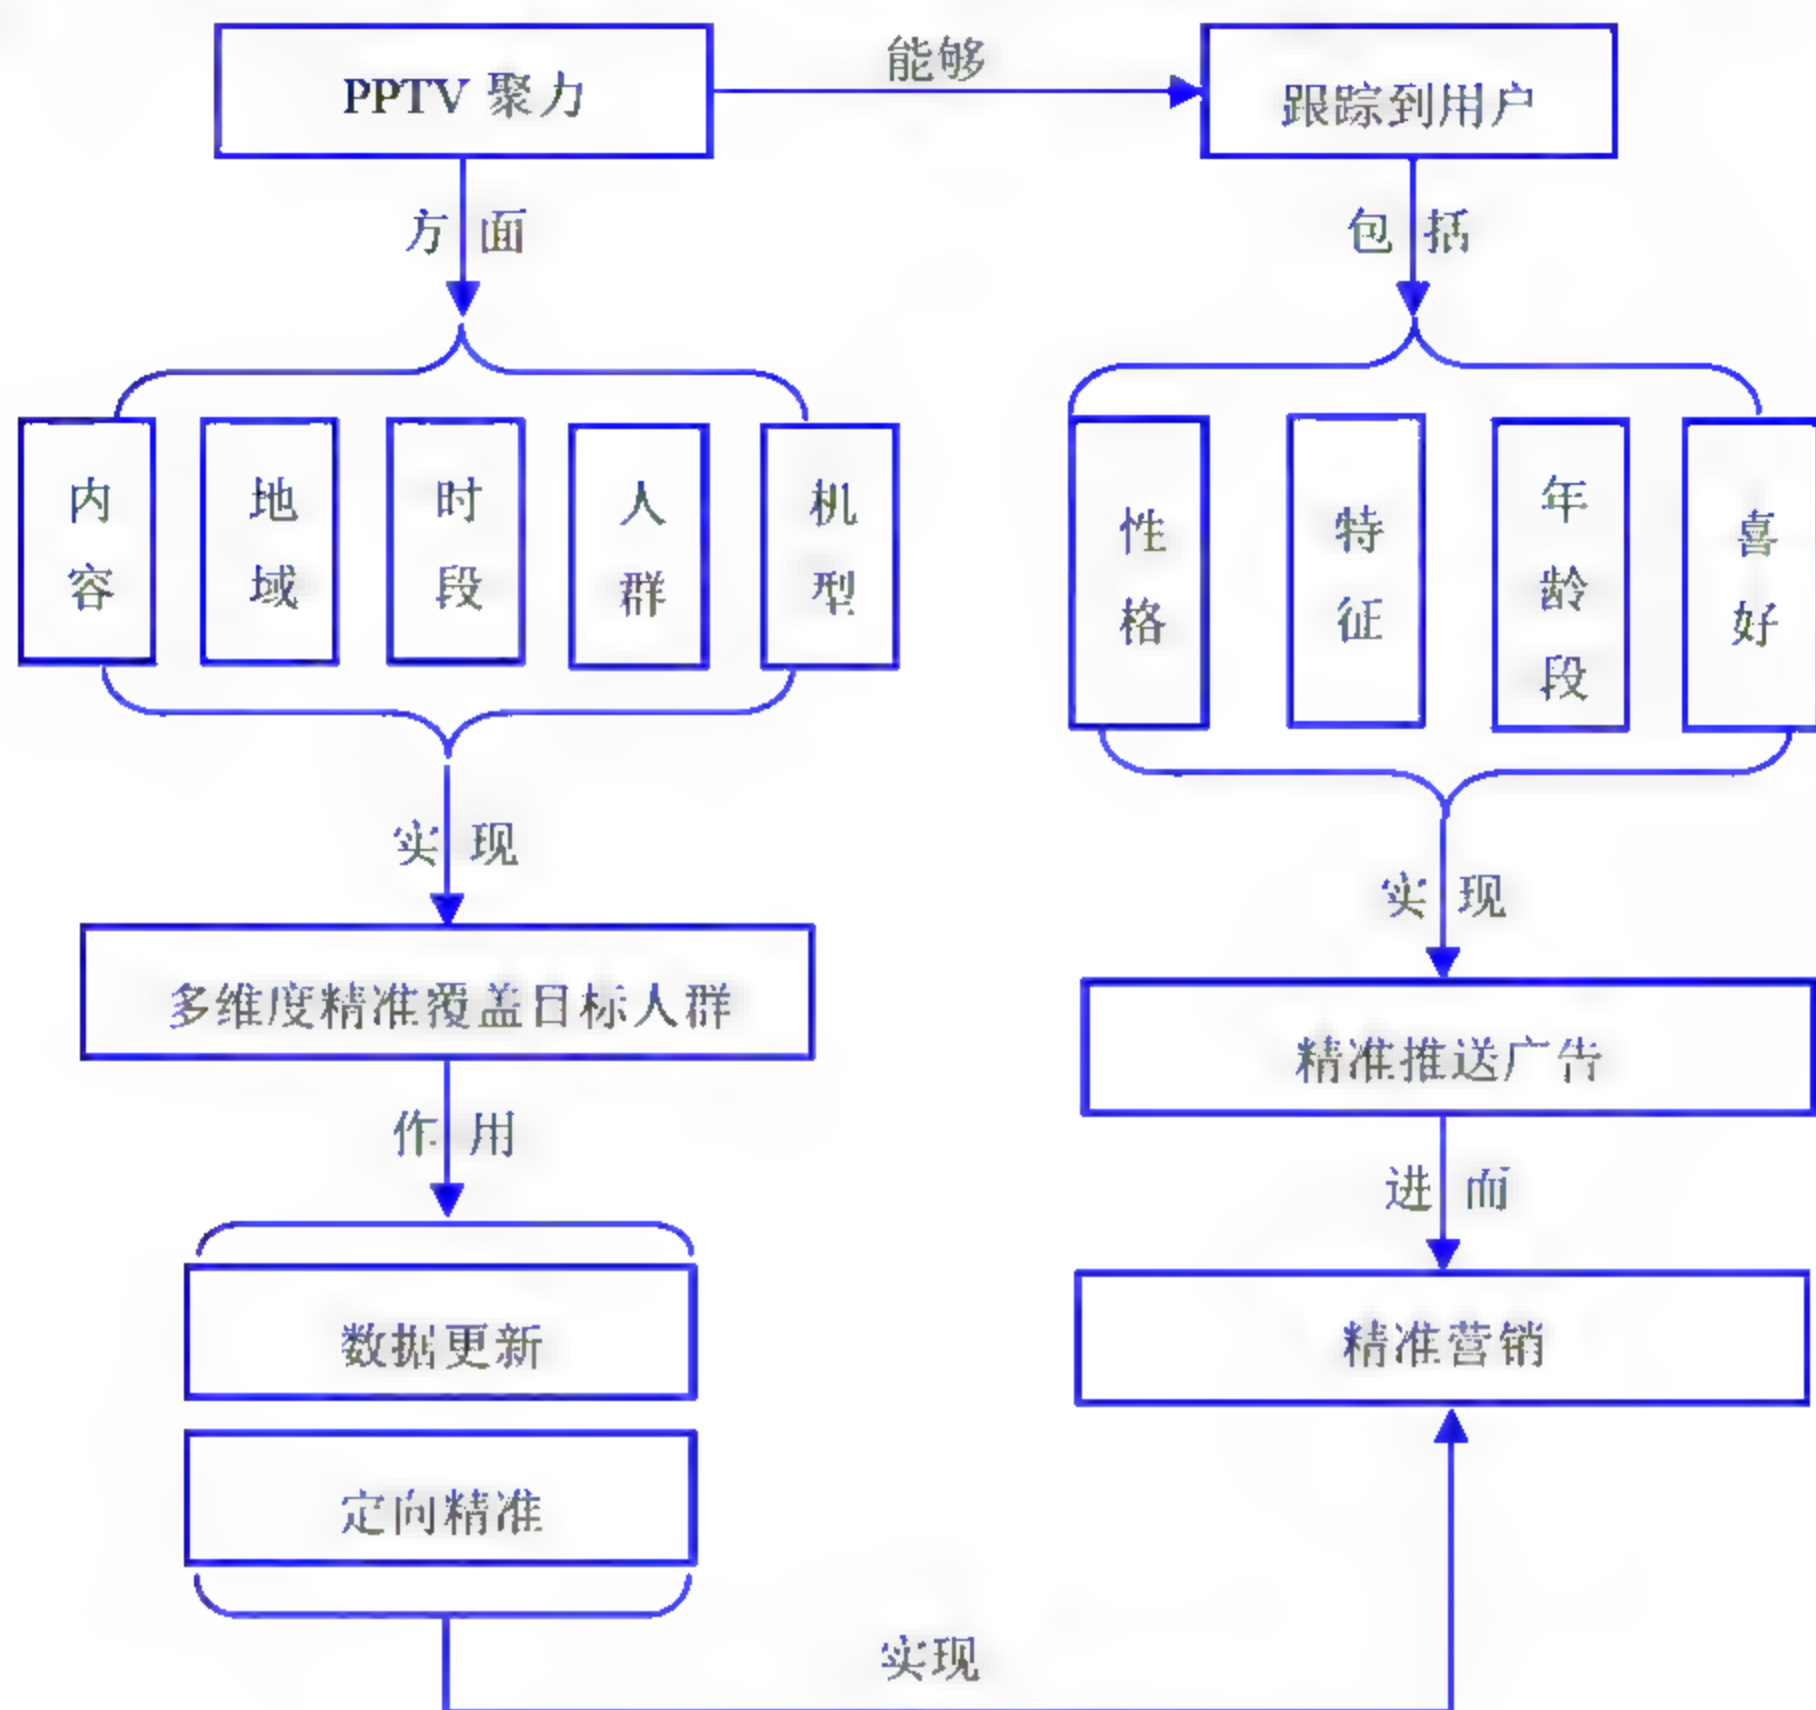 PPTV 聚力
能够
跟踪到用户
方面
包括
内容
地域
时段
人群
机型
性格
特征
年龄段
喜好
实现
实现
多维度精准覆盖目标人群
精准推送广告
作用
进而
数据更新
精准营销
定向精准
实现